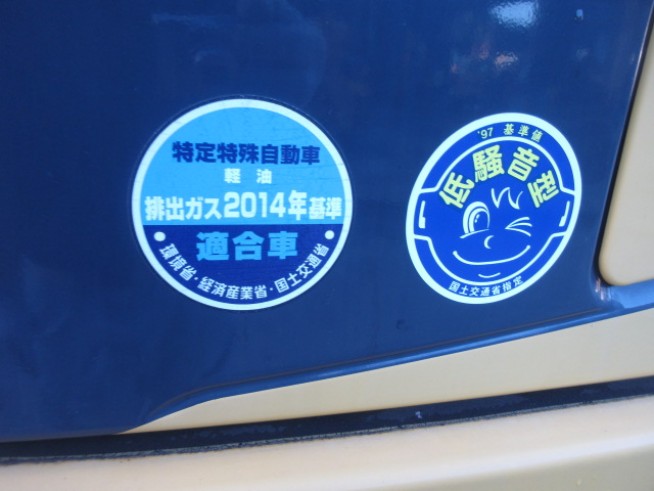 特定特殊自動車
軽油
排出ガス2014年基準
適合車
・環境省・経済産業省・国土交通省・
'97 基準値
低騒音型
国土交通省指定